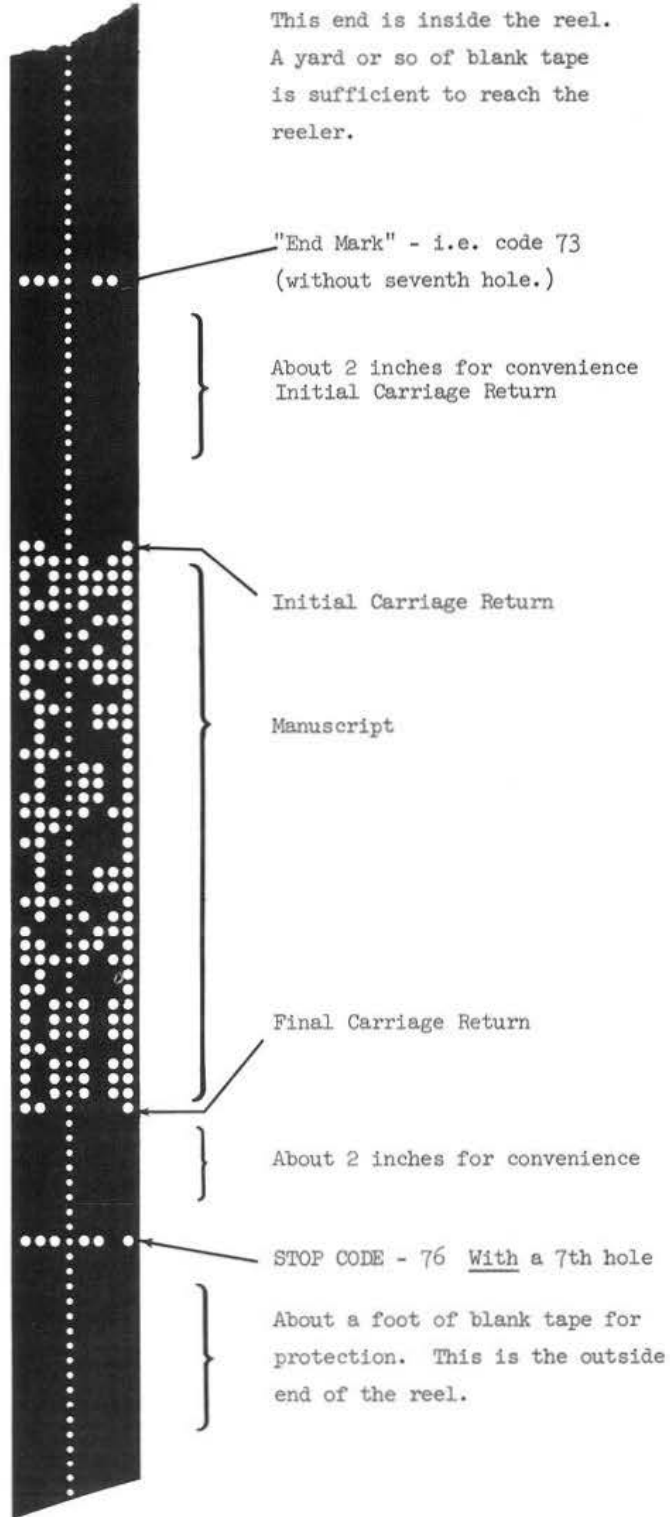 This end is inside the reel.
A yard or so of blank tape
is sufficient to reach the
reeler.
"End Mark" - i.e. code 73
(without seventh hole.)
About 2 inches for convenience
Initial Carriage Return
Initial Carriage Return
Manuscript
Final Carriage Return
About 2 inches for convenience
STOP CODE - 76 With a 7th hole
About a foot of blank tape for
protection. This is the outside
end of the reel.